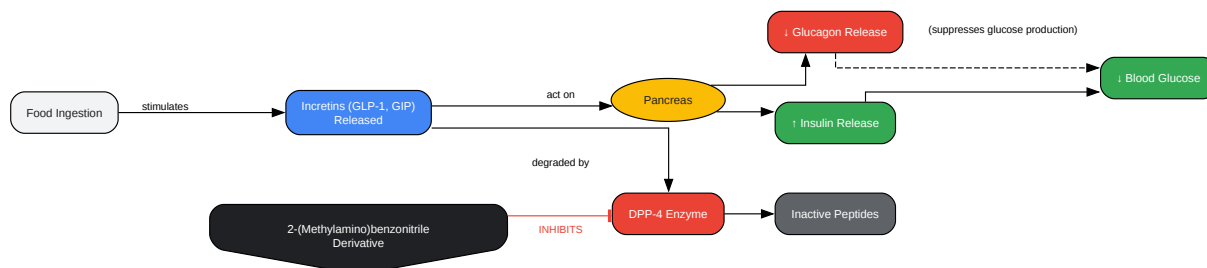 ↓ Glucagon Release
(suppresses glucose production)
↓ Blood Glucose
Food Ingestion
stimulates
Incretins (GLP-1, GIP)
Released
act on
Pancreas
↑ Insulin Release
degraded by
DPP-4 Enzyme
Inactive Peptides
2-(Methylamino)benzonitrile
Derivative
INHIBITS